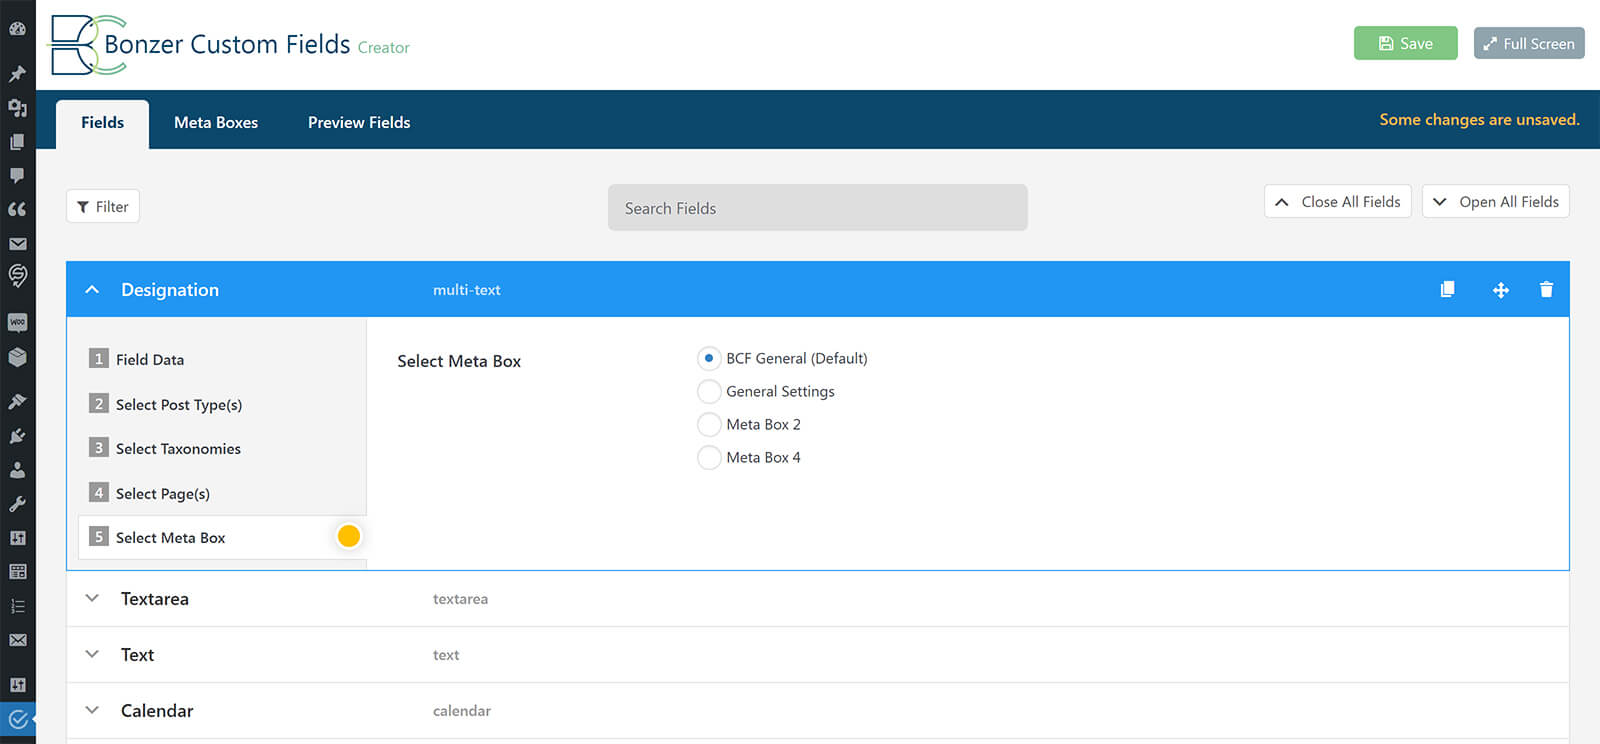 Bonzer Custom Fields Creator
Save
Full Screen
Fields
Meta Boxes
Preview Fields
Some changes are unsaved.
Filter
Search Fields
Close All Fields
Open All Fields
Designation
multi-text
1 Field Data
2 Select Post Type(s)
3 Select Taxonomies
4 Select Page(s)
5 Select Meta Box
Select Meta Box
BCF General (Default)
General Settings
Meta Box 2
Meta Box 4
Textarea
textarea
Text
text
Calendar
calendar
Woo